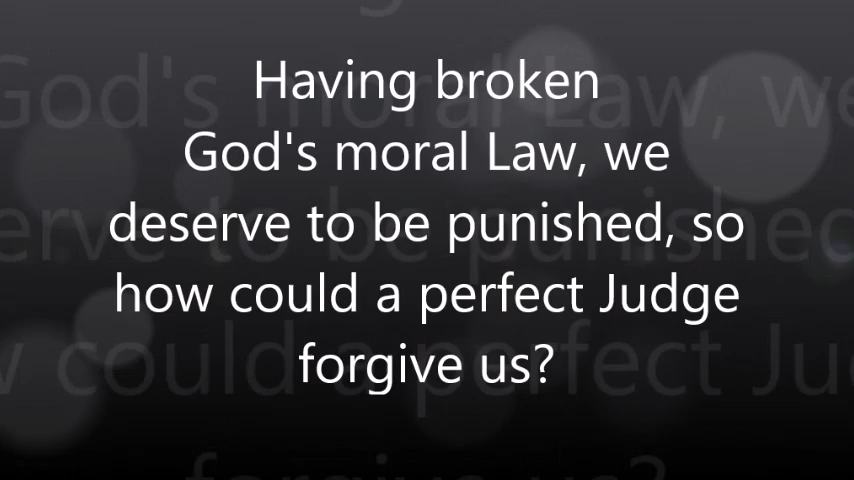 Having broken
God's moral Law, we
deserve to be punished, so
how could a perfect Judge
forgive us?